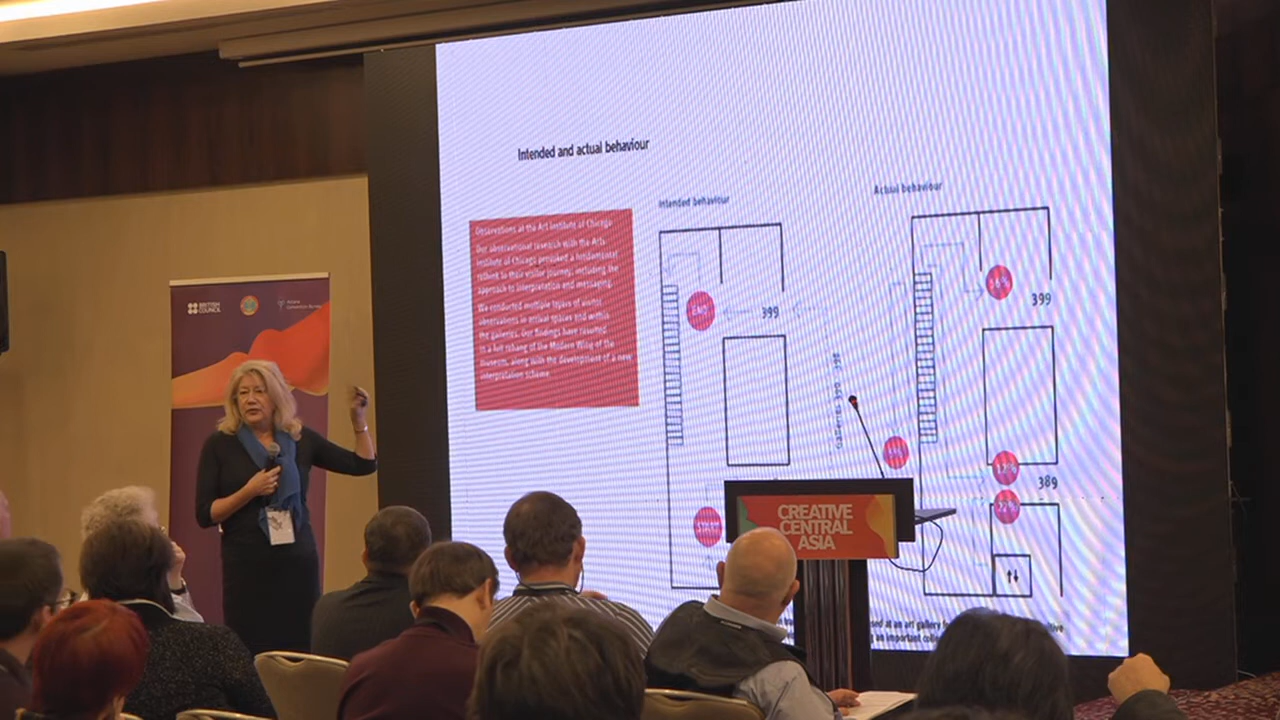 Intended and actual behaviour
Observations at the Art Institute of Chicago
Our observational research with the Arts
Institute of Chicago provided a fundamental
rethink to their visitor journey, including the
approach to interpretation and messaging.
We conducted multiple layers of visitor
observations in arrival spaces and within
the galleries. Our findings have resulted
in a full rehang of the Modern Wing of the
museum, along with the development of a new
interpretation scheme
Intended behaviour
END
399
START
Actual behaviour
399
389
BRITISH
COUNCIL
CREATIVE
CENTRAL
ASIA